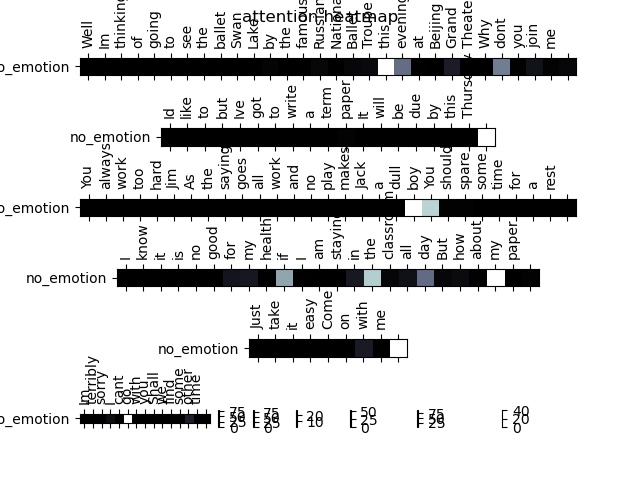 attention heatmap
Well Im thinking of going to see the ballet Swan Lake by the famous Russian National Ballet Troupe this evening at Beijing Grand Theater Why dont you join me
no_emotion
Id like to but Ive got to write a term paper It will be due by this Thursday
no_emotion
You always work too hard Jim As the saying goes all work and no play makes Jack a dull boy You should spare some time for a rest
no_emotion
I know it is no good for my health if I am staying in the classroom all day But how about my paper
no_emotion
Just take it easy Come on with me
no_emotion
Im terribly sorry I cant go with you Shall we find some other time
no_emotion
75 50 25 0
75 50 25
20 10
50 25 0
75 50 25
40 20 0